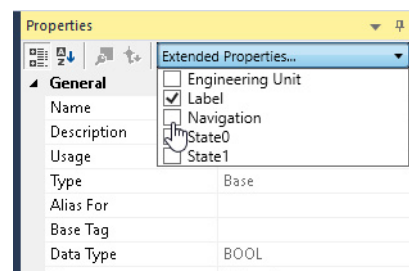 Properties
Extended Properties...
Engineering Unit
Label
Navigation
State0
State1
General
Name
Description
Usage
Type Base
Alias For
Base Tag
Data Type BOOL